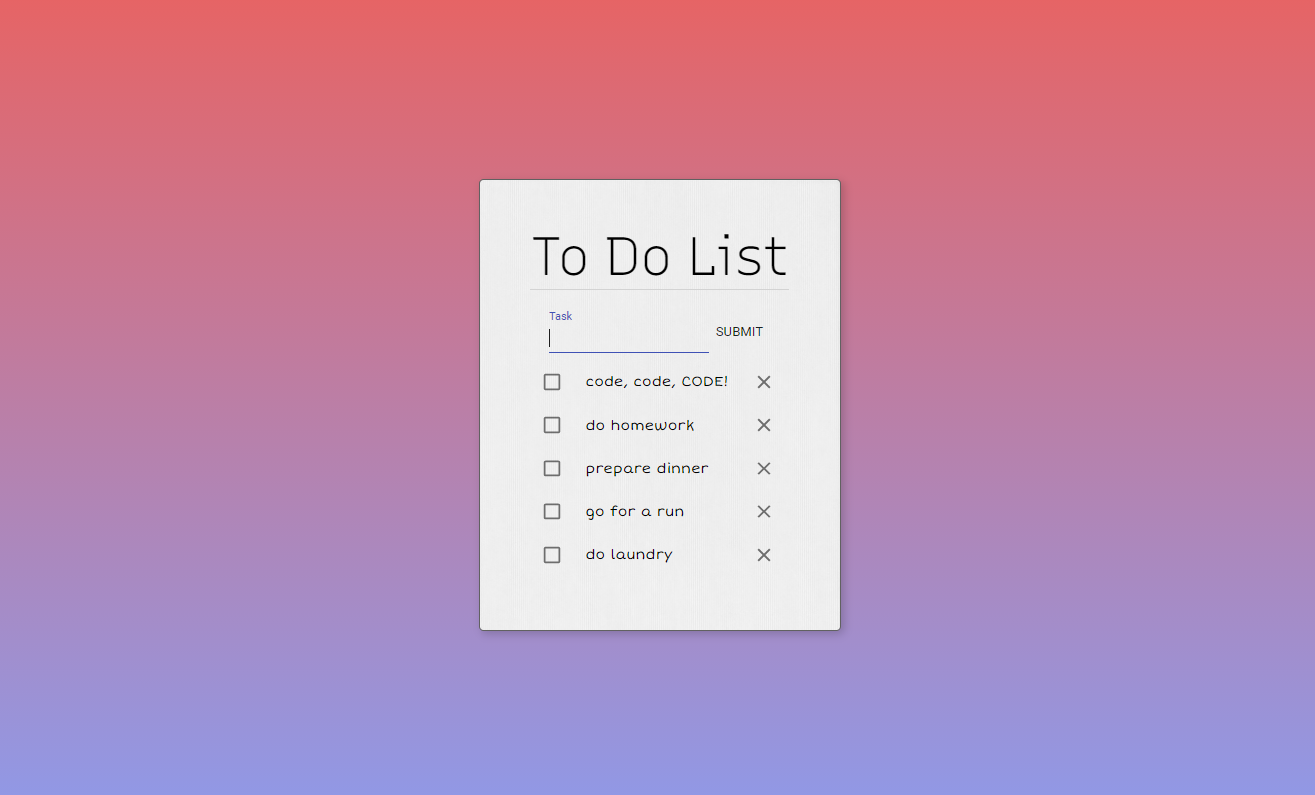 To Do List
Task
SUBMIT
code, code, CODE!
do homework
prepare dinner
go for a run
do laundry